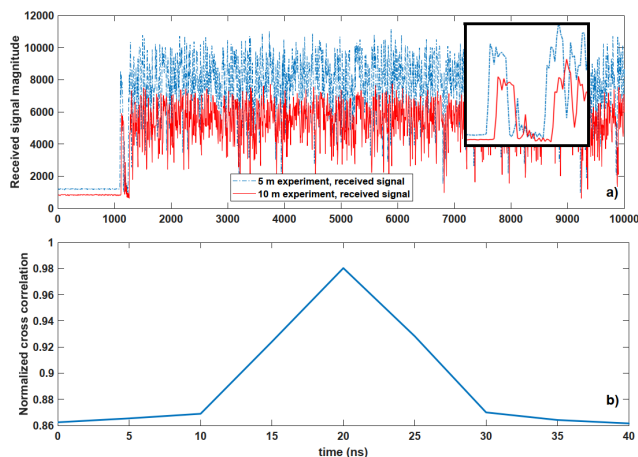 12000
10000
8000
6000
4000
2000
0
Received signal magnitude
5 m experiment, received signal
10 m experiment, received signal
a)
0 1000 2000 3000 4000 5000 6000 7000 8000 9000 10000
1
0.98
0.94
0.92
0.9
0.88
0.86
Normalized cross correlation
b)
0 5 10 15 20 25 30 35 40
time (ns)